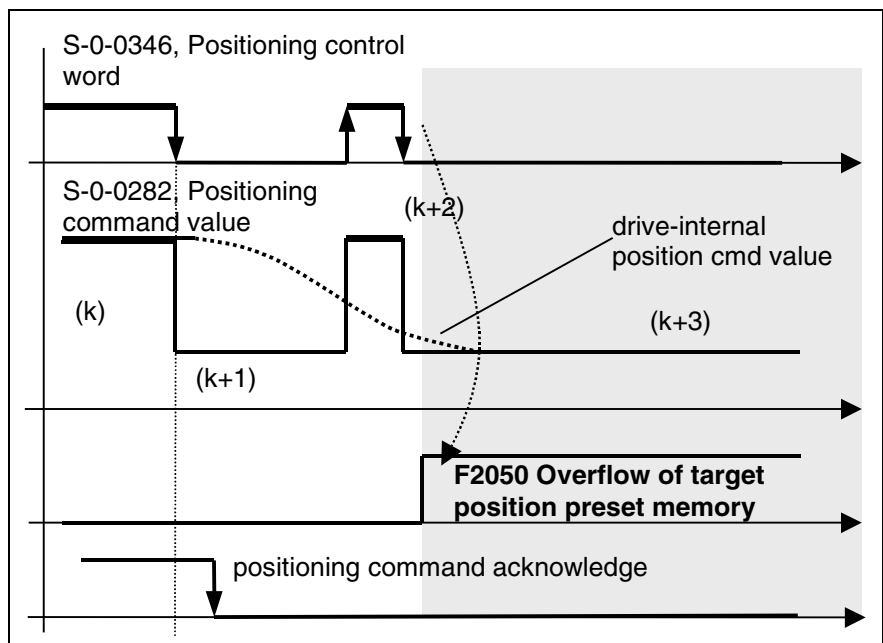 S-0-0346, Positioning control
word
S-0-0282, Positioning
command value
(k+2)
drive-internal
position cmd value
(k)
(k+3)
(k+1)
F2050 Overflow of target
position preset memory
positioning command acknowledge